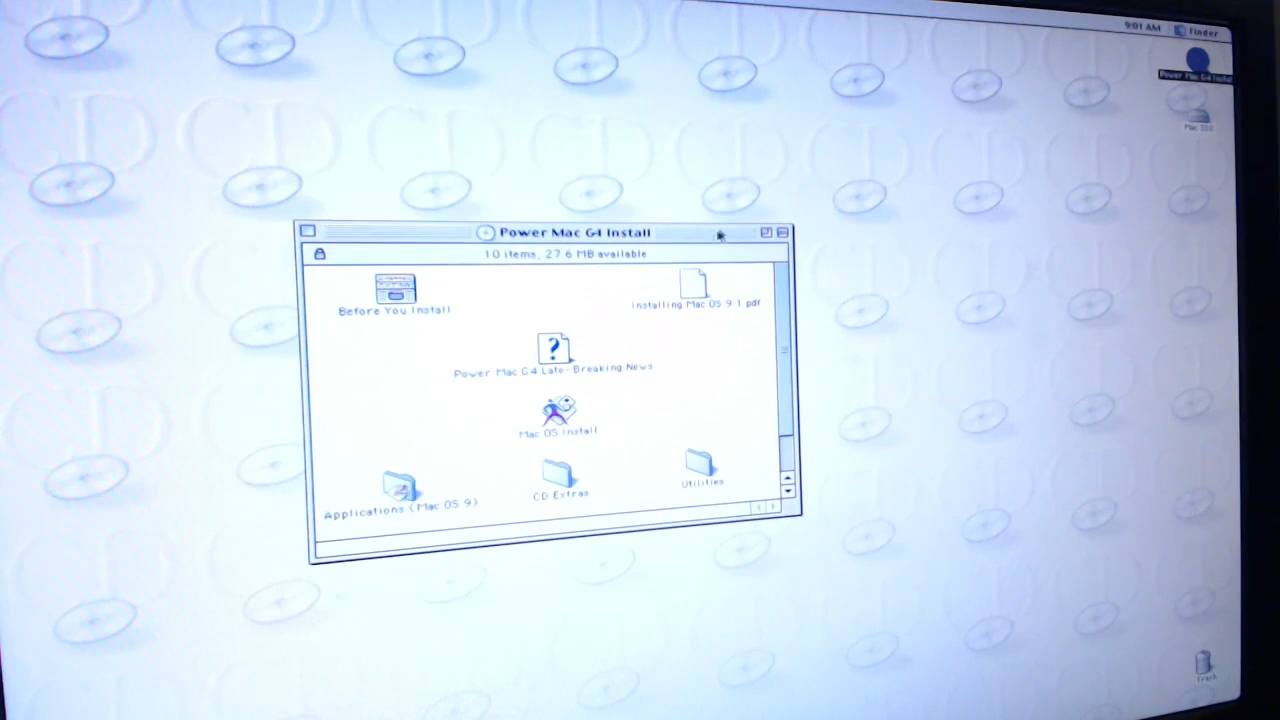 9:01 AM Finder
Power Mac G4 Install
Mac
Power Mac G4 Install
10 items, 27.6 MB available
Before You Install
Installing Mac OS 9.1 pdf
?
Power Mac G4 Late-Breaking News
Mac OS Install
Applications (Mac OS 9)
CD Extras
Utilities
Trash
CD